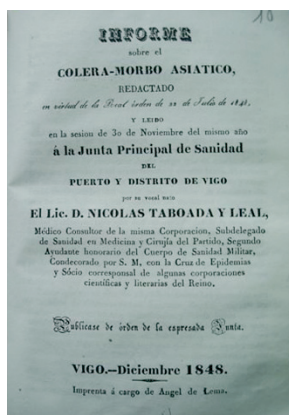 10
INFORME
sobre el
COLERA-MORBO ASIATICO,
REDACTADO
en virtud de la Real órden de 22 de Julio de 1848,
Y LEIDO
en la sesion de 30 de Noviembre del mismo año
á la Junta Principal de Sanidad
DEL
PUERTO Y DISTRITO DE VIGO
por su vocal nato
El Lic. D. NICOLAS TABOADA Y LEAL,
Médico Consultor de la misma Corporacion, Subdelegado
de Sanidad en Medicina y Cirujía del Partido, Segundo
Ayudante honorario del Cuerpo de Sanidad Militar,
Condecorado por S. M. con la Cruz de Epidemias
y Sócio corresponsal de algunas corporaciones
científicas y literarias del Reino.
Publícase de órden de la expresada Junta.
VIGO.—Diciembre 1848.
Imprenta á cargo de Angel de Lema.